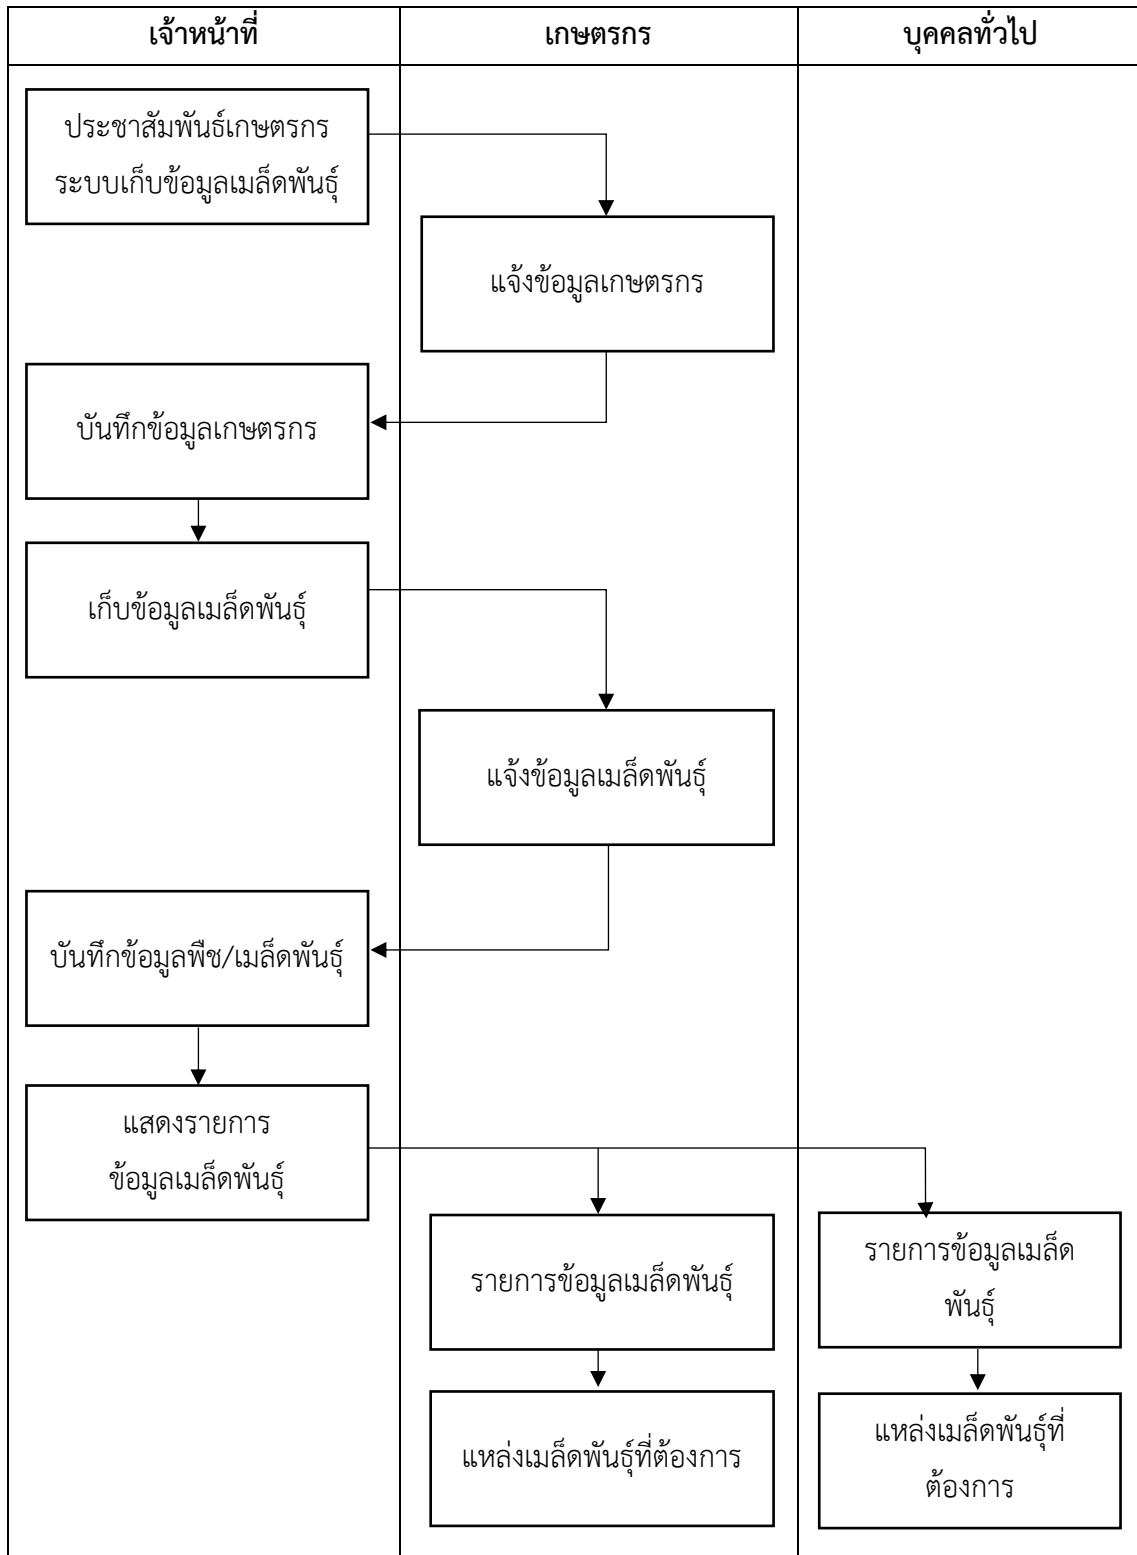 เจ้าหน้าที่
เกษตรกร
บุคคลทั่วไป
ประชาสัมพันธ์เกษตรกร
ระบบเก็บข้อมูลเมล็ดพันธุ์
แจ้งข้อมูลเกษตรกร
บันทึกข้อมูลเกษตรกร
เก็บข้อมูลเมล็ดพันธุ์
แจ้งข้อมูลเมล็ดพันธุ์
บันทึกข้อมูลพืช/เมล็ดพันธุ์
แสดงรายการ
ข้อมูลเมล็ดพันธุ์
รายการข้อมูลเมล็ดพันธุ์
รายการข้อมูลเมล็ด
พันธุ์
แหล่งเมล็ดพันธุ์ที่ต้องการ
แหล่งเมล็ดพันธุ์ที่
ต้องการ